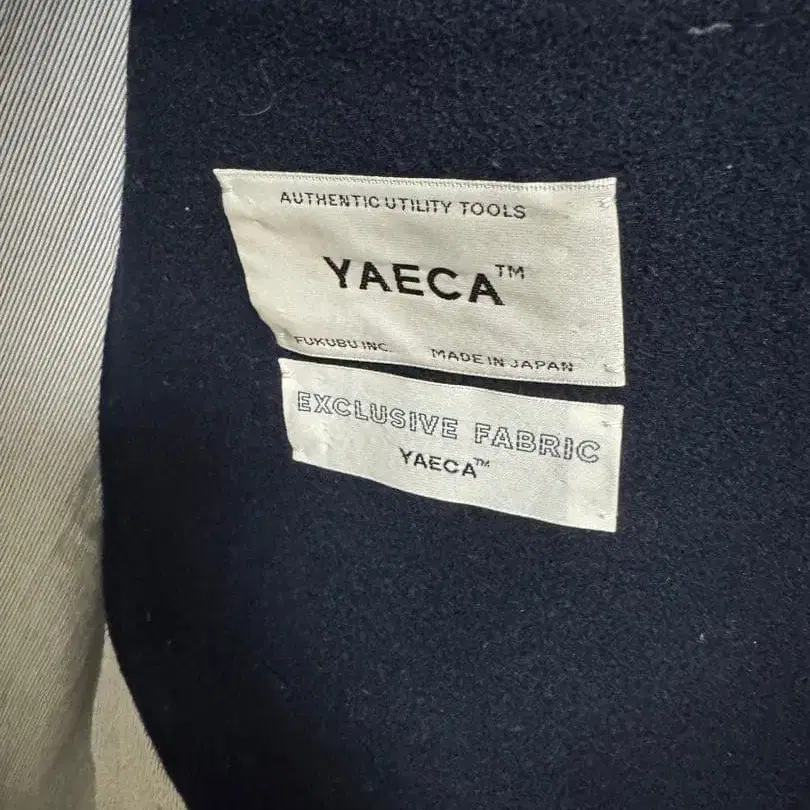 AUTHENTIC UTILITY TOOLS
YAECA™
FUKUBU INC. MADE IN JAPAN
EXCLUSIVE FABRIC
YAECA™